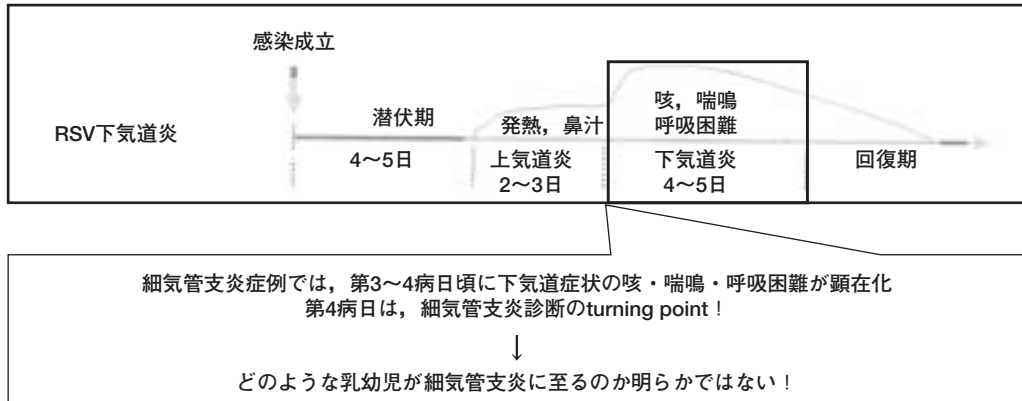 感染成立
RSV下気道炎
潜伏期
4〜5日
発熱，鼻汁
上気道炎
2〜3日
咳，喘鳴
呼吸困難
下気道炎
4〜5日
回復期
細気管支炎症例では，第3〜4病日頃に下気道症状の咳・喘鳴・呼吸困難が顕在化
第4病日は，細気管支炎診断のturning point！
↓
どのような乳幼児が細気管支炎に至るのか明らかではない！